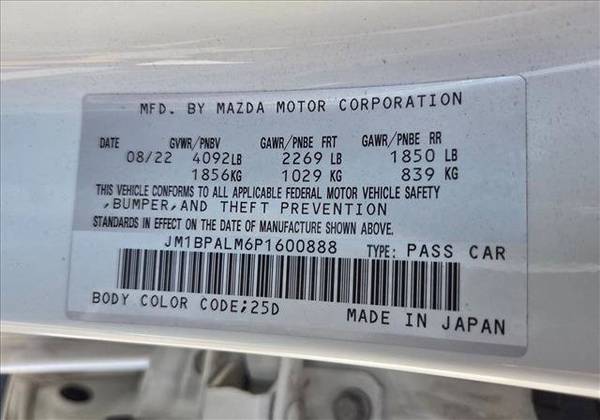 MFD. BY MAZDA MOTOR CORPORATION
DATE GVWR/PNBV GAWR/PNBE FRT GAWR/PNBE RR
08/22 4092LB 2269 LB 1850 LB
1856KG 1029 KG 839 KG
THIS VEHICLE CONFORMS TO ALL APPLICABLE FEDERAL MOTOR VEHICLE SAFETY
,BUMPER,AND THEFT PREVENTION
STANDARDS IN EFFECT ON THE DATE OF MANUFACTURE SHOWN ABOVE.
JM1BPALM6P1600888 TYPE: PASS CAR
BODY COLOR CODE;25D MADE IN JAPAN